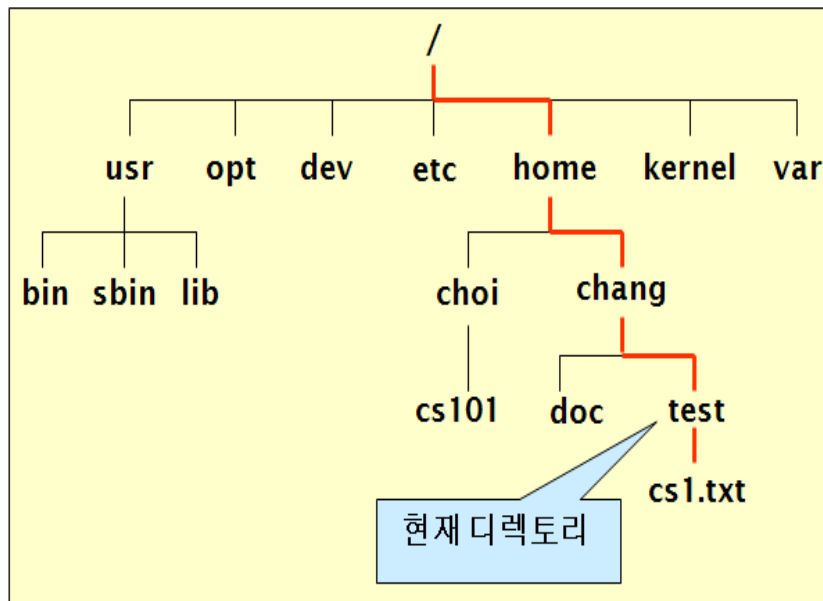 /
usr opt dev etc home kernel var
bin sbin lib choi chang
cs101 doc test
cs1.txt
현재 디렉토리